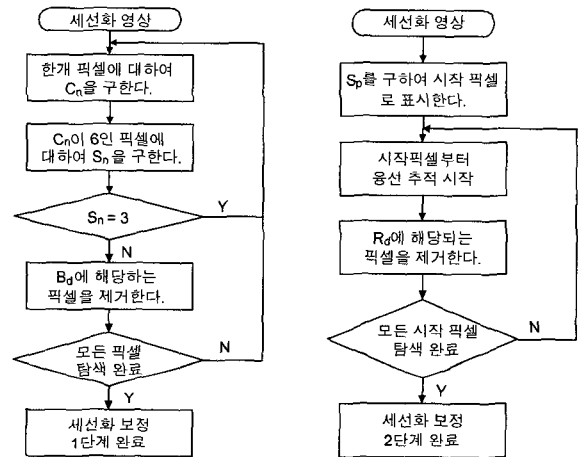 세선화 영상
한개 픽셀에 대하여
Cn을 구한다.
Cn이 6인 픽셀에
대하여 Sn을 구한다.
Sn = 3
Y
N
Bd에 해당하는
픽셀을 제거한다.
모든 픽셀
탐색 완료
N
Y
세선화 보정
1단계 완료
세선화 영상
Sp를 구하여 시작 픽셀
로 표시한다.
시작픽셀부터
융선 추적 시작
Rd에 해당되는
픽셀을 제거한다.
모든 시작 픽셀
탐색 완료
N
Y
세선화 보정
2단계 완료